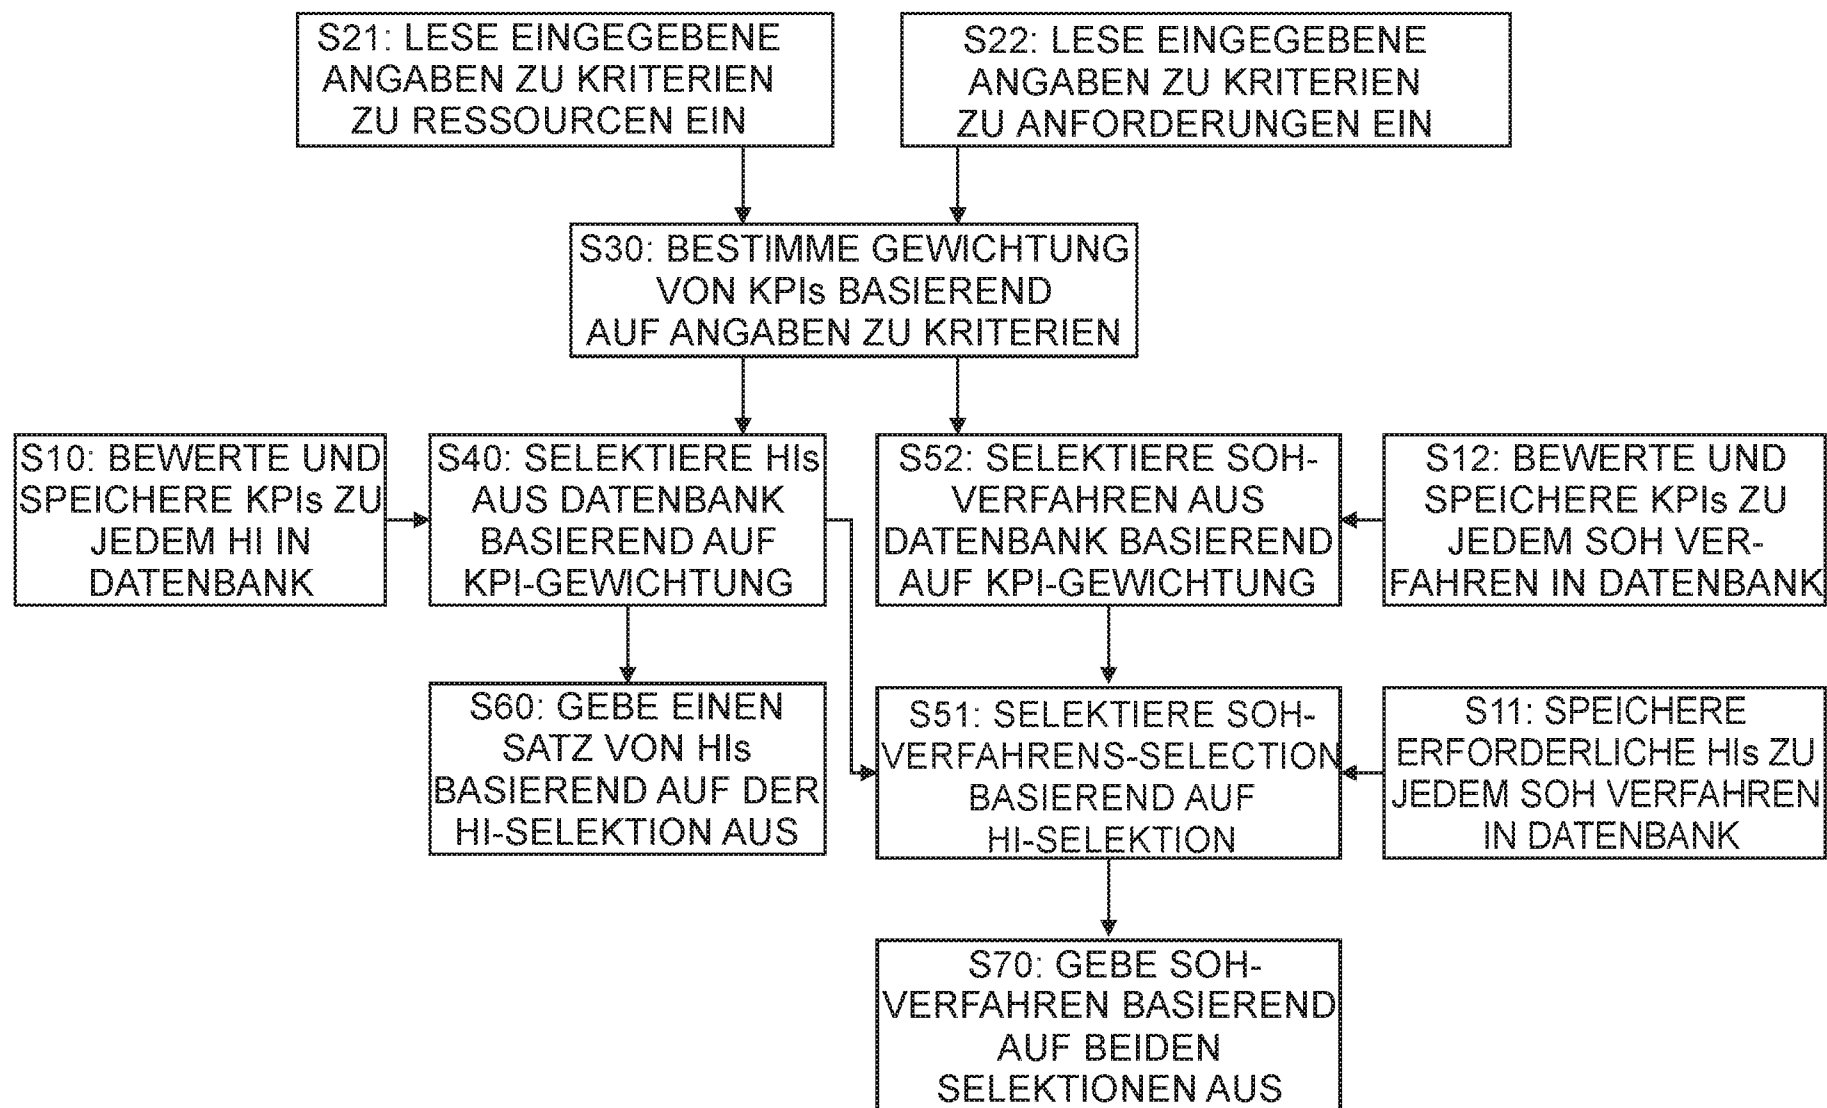 S21: LESE EINGEGEBENE
ANGABEN ZU KRITERIEN
ZU RESSOURCEN EIN
S22: LESE EINGEGEBENE
ANGABEN ZU KRITERIEN
ZU ANFORDERUNGEN EIN
S30: BESTIMME GEWICHTUNG
VON KPIs BASIEREND
AUF ANGABEN ZU KRITERIEN
S10: BEWERTE UND
SPEICHERE KPIs ZU
JEDEM HI IN
DATENBANK
S40: SELEKTIERE HIs
AUS DATENBANK
BASIEREND AUF
KPI-GEWICHTUNG
S52: SELEKTIERE SOH-
VERFAHREN AUS
DATENBANK BASIEREND
AUF KPI-GEWICHTUNG
S12: BEWERTE UND
SPEICHERE KPIs ZU
JEDEM SOH VER-
FAHREN IN DATENBANK
S60: GEBE EINEN
SATZ VON HIs
BASIEREND AUF DER
HI-SELEKTION AUS
S51: SELEKTIERE SOH-
VERFAHRENS-SELECTION
BASIEREND AUF
HI-SELEKTION
S11: SPEICHERE
ERFORDERLICHE HIs ZU
JEDEM SOH VERFAHREN
IN DATENBANK
S70: GEBE SOH-
VERFAHREN BASIEREND
AUF BEIDEN
SELEKTIONEN AUS